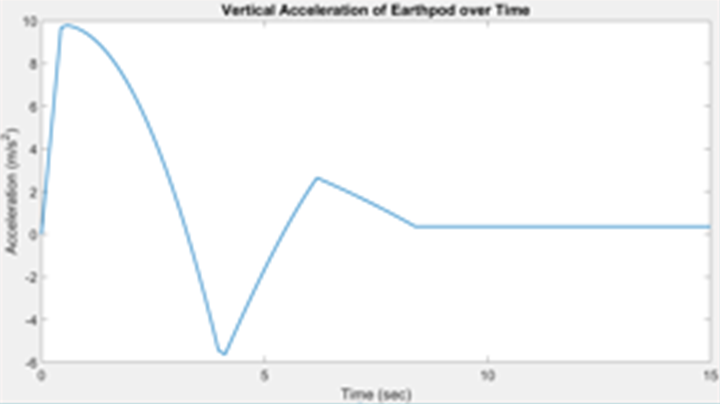 Vertical Acceleration of Earthpod over Time
10
8
6
4
2
0
-2
-4
-6
Acceleration (m/s²)
0 5 10 15
Time (sec)